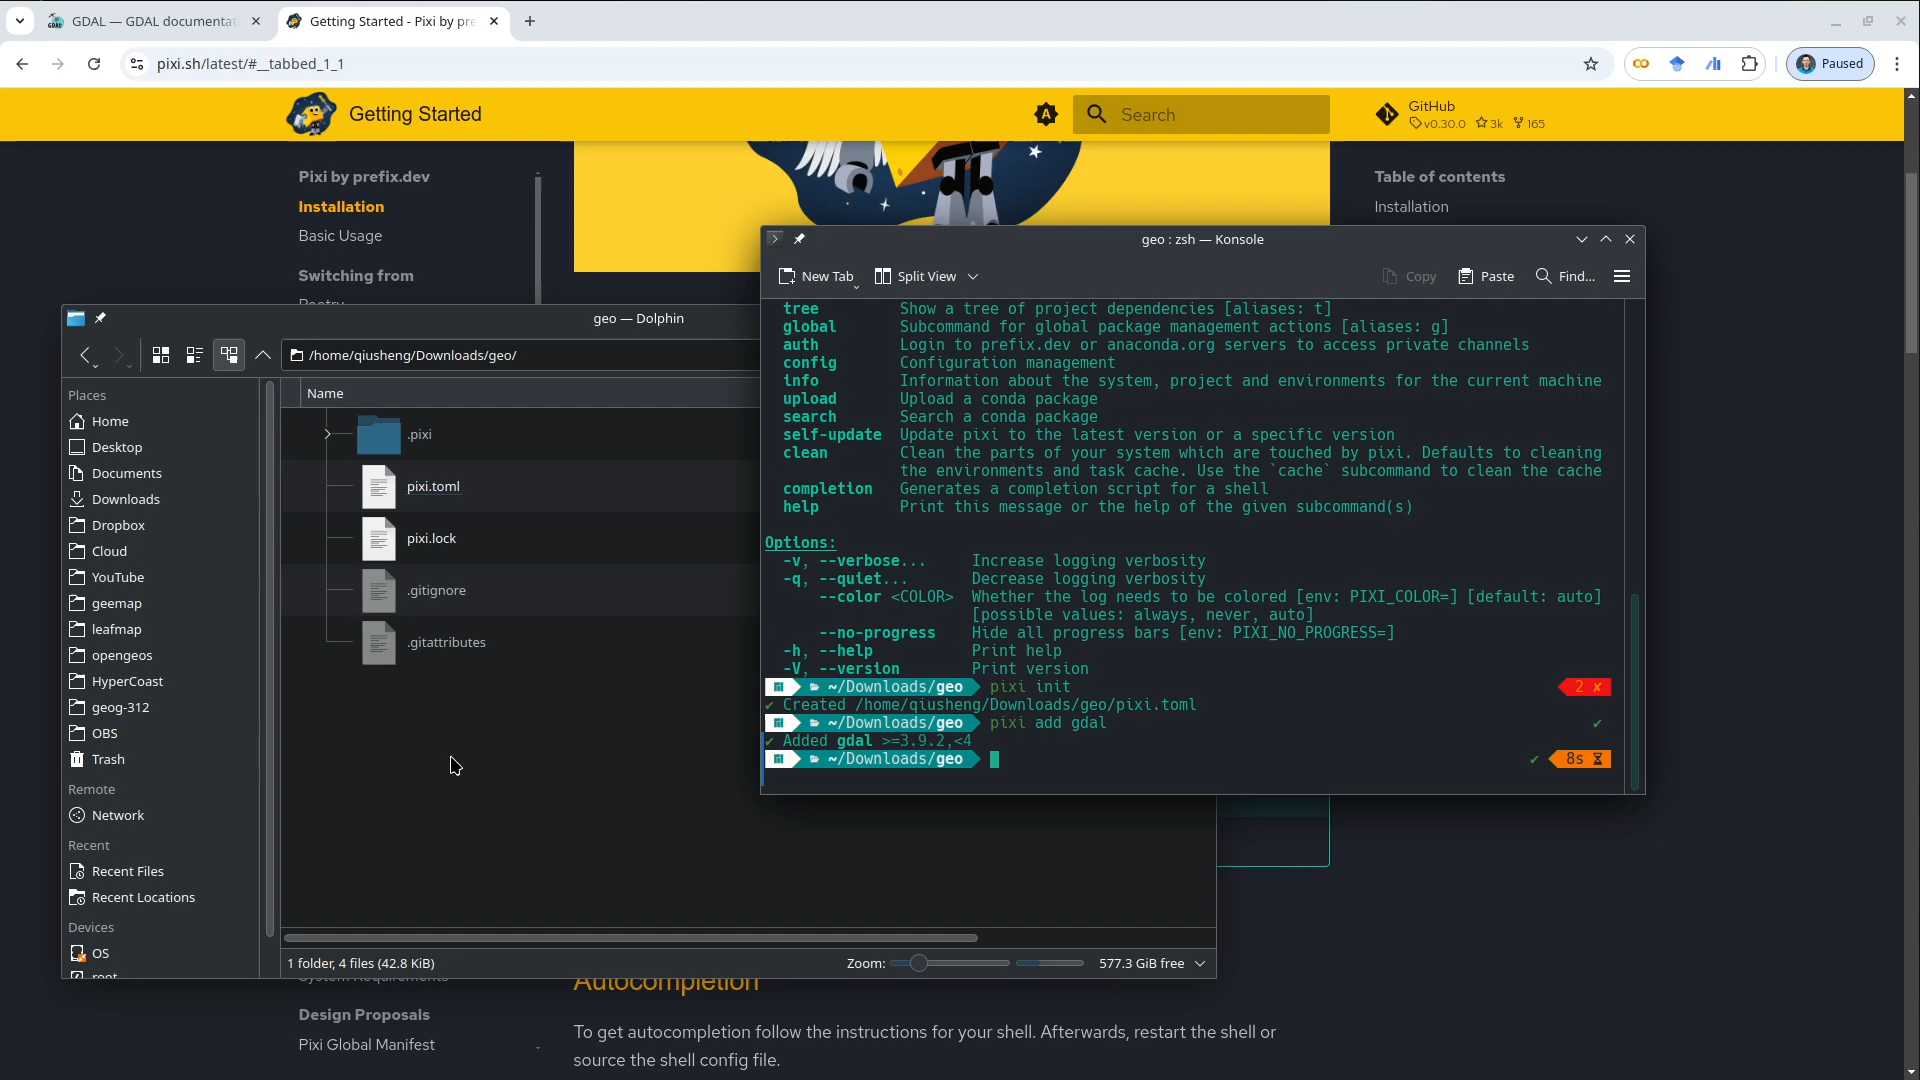 GDAL — GDAL documentat
Getting Started - Pixi by pre
pixi.sh/latest/#__tabbed_1_1
Paused
Getting Started
Search
GitHub
v0.30.0 3k 165
Pixi by prefix.dev
Installation
Basic Usage
Switching from
Table of contents
Installation
geo — Dolphin
/home/qiusheng/Downloads/geo/
Places
Home
Desktop
Documents
Downloads
Dropbox
Cloud
YouTube
geemap
leafmap
opengeos
HyperCoast
geog-312
OBS
Trash
Remote
Network
Recent
Recent Files
Recent Locations
Devices
OS
root
Name
.pixi
pixi.toml
pixi.lock
.gitignore
.gitattributes
1 folder, 4 files (42.8 KiB)
Zoom:
577.3 GiB free
geo : zsh — Konsole
New Tab
Split View
Copy
Paste
Find...
tree Show a tree of project dependencies [aliases: t]
global Subcommand for global package management actions [aliases: g]
auth Login to prefix.dev or anaconda.org servers to access private channels
config Configuration management
info Information about the system, project and environments for the current machine
upload Upload a conda package
search Search a conda package
self-update Update pixi to the latest version or a specific version
clean Clean the parts of your system which are touched by pixi. Defaults to cleaning
the environments and task cache. Use the `cache` subcommand to clean the cache
completion Generates a completion script for a shell
help Print this message or the help of the given subcommand(s)
Options:
-v, --verbose... Increase logging verbosity
-q, --quiet... Decrease logging verbosity
--color <COLOR> Whether the log needs to be colored [env: PIXI_COLOR=] [default: auto]
[possible values: always, never, auto]
--no-progress Hide all progress bars [env: PIXI_NO_PROGRESS=]
-h, --help Print help
-V, --version Print version
~/Downloads/geo pixi init 2 ✘
✔ Created /home/qiusheng/Downloads/geo/pixi.toml
~/Downloads/geo pixi add gdal ✔
✔ Added gdal >=3.9.2,<4
~/Downloads/geo ✔ 8s
Autocompletion
Design Proposals
Pixi Global Manifest
To get autocompletion follow the instructions for your shell. Afterwards, restart the shell or
source the shell config file.